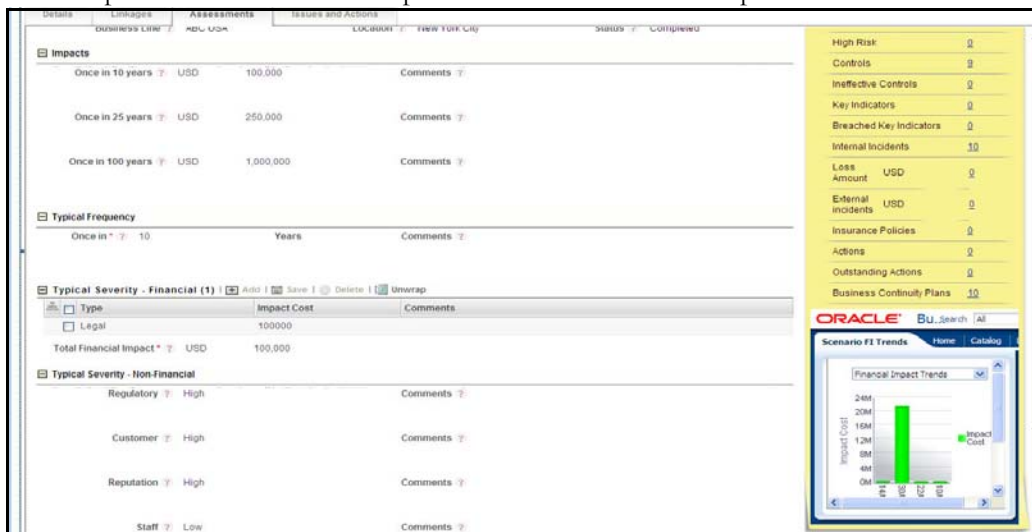 Details Linkages Assessments Issues and Actions
Business Line ? ABC USA Location ? New York City Status ? Completed
Impacts
Once in 10 years ? USD 100,000 Comments ?
Once in 25 years ? USD 250,000 Comments ?
Once in 100 years ? USD 1,000,000 Comments ?
Typical Frequency
Once in * ? 10 Years Comments ?
Typical Severity - Financial (1) | Add | Save | Delete | Unwrap
Type Impact Cost Comments
Legal 100000
Total Financial Impact * ? USD 100,000
Typical Severity - Non-Financial
Regulatory ? High Comments ?
Customer ? High Comments ?
Reputation ? High Comments ?
Staff ? Low Comments ?
High Risk 0
Controls 9
Ineffective Controls 0
Key Indicators 0
Breached Key Indicators 0
Internal Incidents 10
Loss Amount USD 0
External incidents USD 0
Insurance Policies 0
Actions 0
Outstanding Actions 0
Business Continuity Plans 10
ORACLE Bu.. Search All
Scenario FI Trends Home Catalog
Financial Impact Trends
24M
20M
16M
12M
8M
4M
0M
Impact Cost
Impact Cost